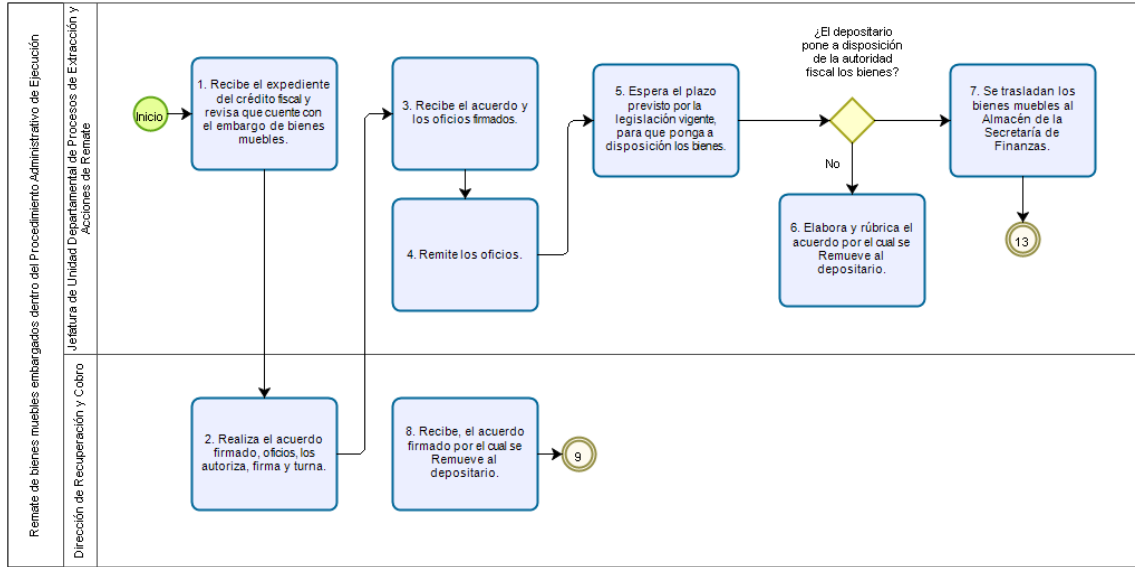 Remate de bienes muebles embargados dentro del Procedimiento Administrativo de Ejecución
Jefatura de Unidad Departamental de Procesos de Extracción y
Acciones de Remate
Inicio
1. Recibe el expediente
del crédito fiscal y
revisa que cuente con
el embargo de bienes
muebles.
3. Recibe el acuerdo y
los oficios firmados.
4. Remite los oficios.
5. Espera el plazo
previsto por la
legislación vigente,
para que ponga a
disposición los bienes.
¿El depositario
pone a disposición
de la autoridad
fiscal los bienes?
No
6. Elabora y rúbrica el
acuerdo por el cual se
Remueve al
depositario.
7. Se trasladan los
bienes muebles al
Almacén de la
Secretaría de
Finanzas.
13
Dirección de Recuperación y Cobro
2. Realiza el acuerdo
firmado, oficios, los
autoriza, firma y turna.
8. Recibe, el acuerdo
firmado por el cual se
Remueve al
depositario.
9